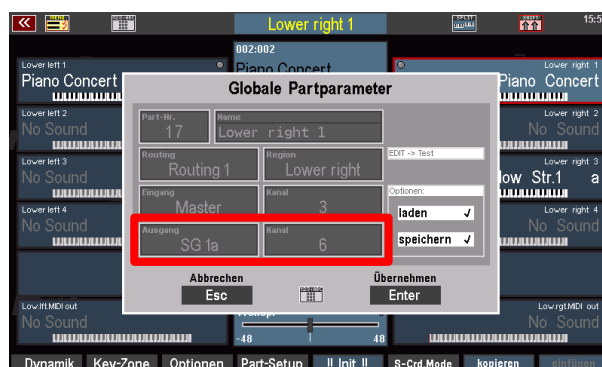 MENU
Lower right 1
SPLIT
SHIFT
15:5
002:002
Lower left 1
Piano Concert
Piano Concert
Lower right 1
Piano Concert
Globale Partparameter
Lower left 2
No Sound
Part-Nr.
17
Name
Lower right 1
Lower right 2
No Sound
Lower left 3
No Sound
Routing
Routing 1
Region
Lower right
EDIT -> Test
Lower right 3
low Str.1 a
Lower left 4
No Sound
Eingang
Master
Kanal
3
Optionen:
laden
Lower right 4
No Sound
Ausgang
SG 1a
Kanal
6
speichern
Abbrechen
Esc
Übernehmen
Enter
Low.lft.MIDI out
No Sound
-48
48
Low.rgt.MIDI out
No Sound
Dynamik
Key-Zone
Optionen
Part-Setup
!! Init !!
S-Crd.Mode
kopieren
einfügen